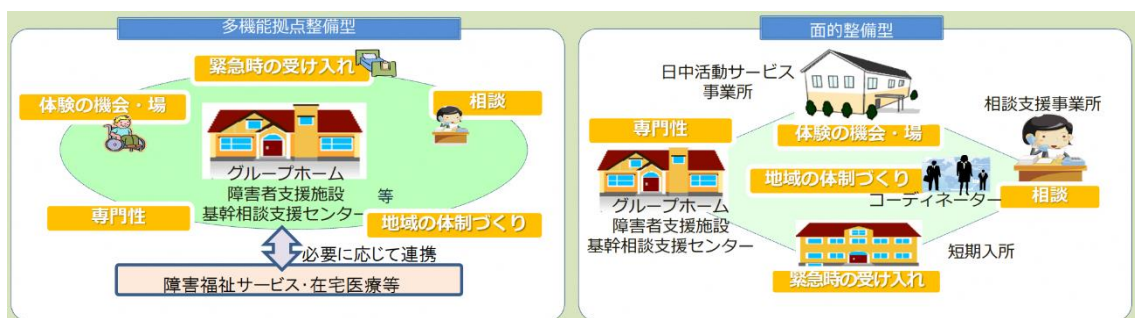 多機能拠点整備型
緊急時の受け入れ
体験の機会・場
相談
グループホーム
障害者支援施設 等
基幹相談支援センター
専門性
地域の体制づくり
必要に応じて連携
障害福祉サービス・在宅医療等
面的整備型
日中活動サービス
事業所
相談支援事業所
専門性
体験の機会・場
地域の体制づくり
コーディネーター
相談
グループホーム
障害者支援施設
基幹相談支援センター
短期入所
緊急時の受け入れ